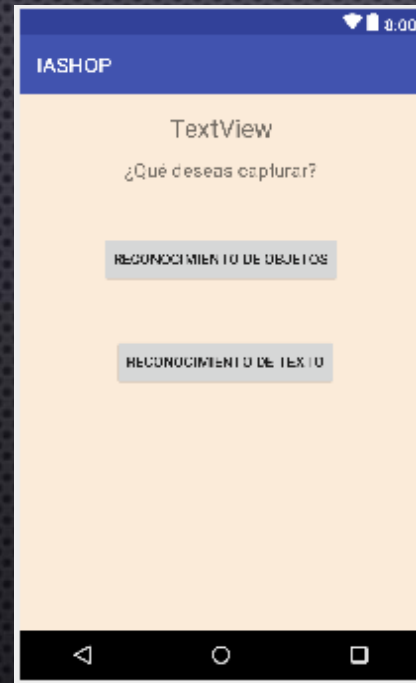 8:00
IASHOP
TextView
¿Qué deseas capturar?
RECONOCIMIENTO DE OBJETOS
RECONOCIMIENTO DE TEXTO